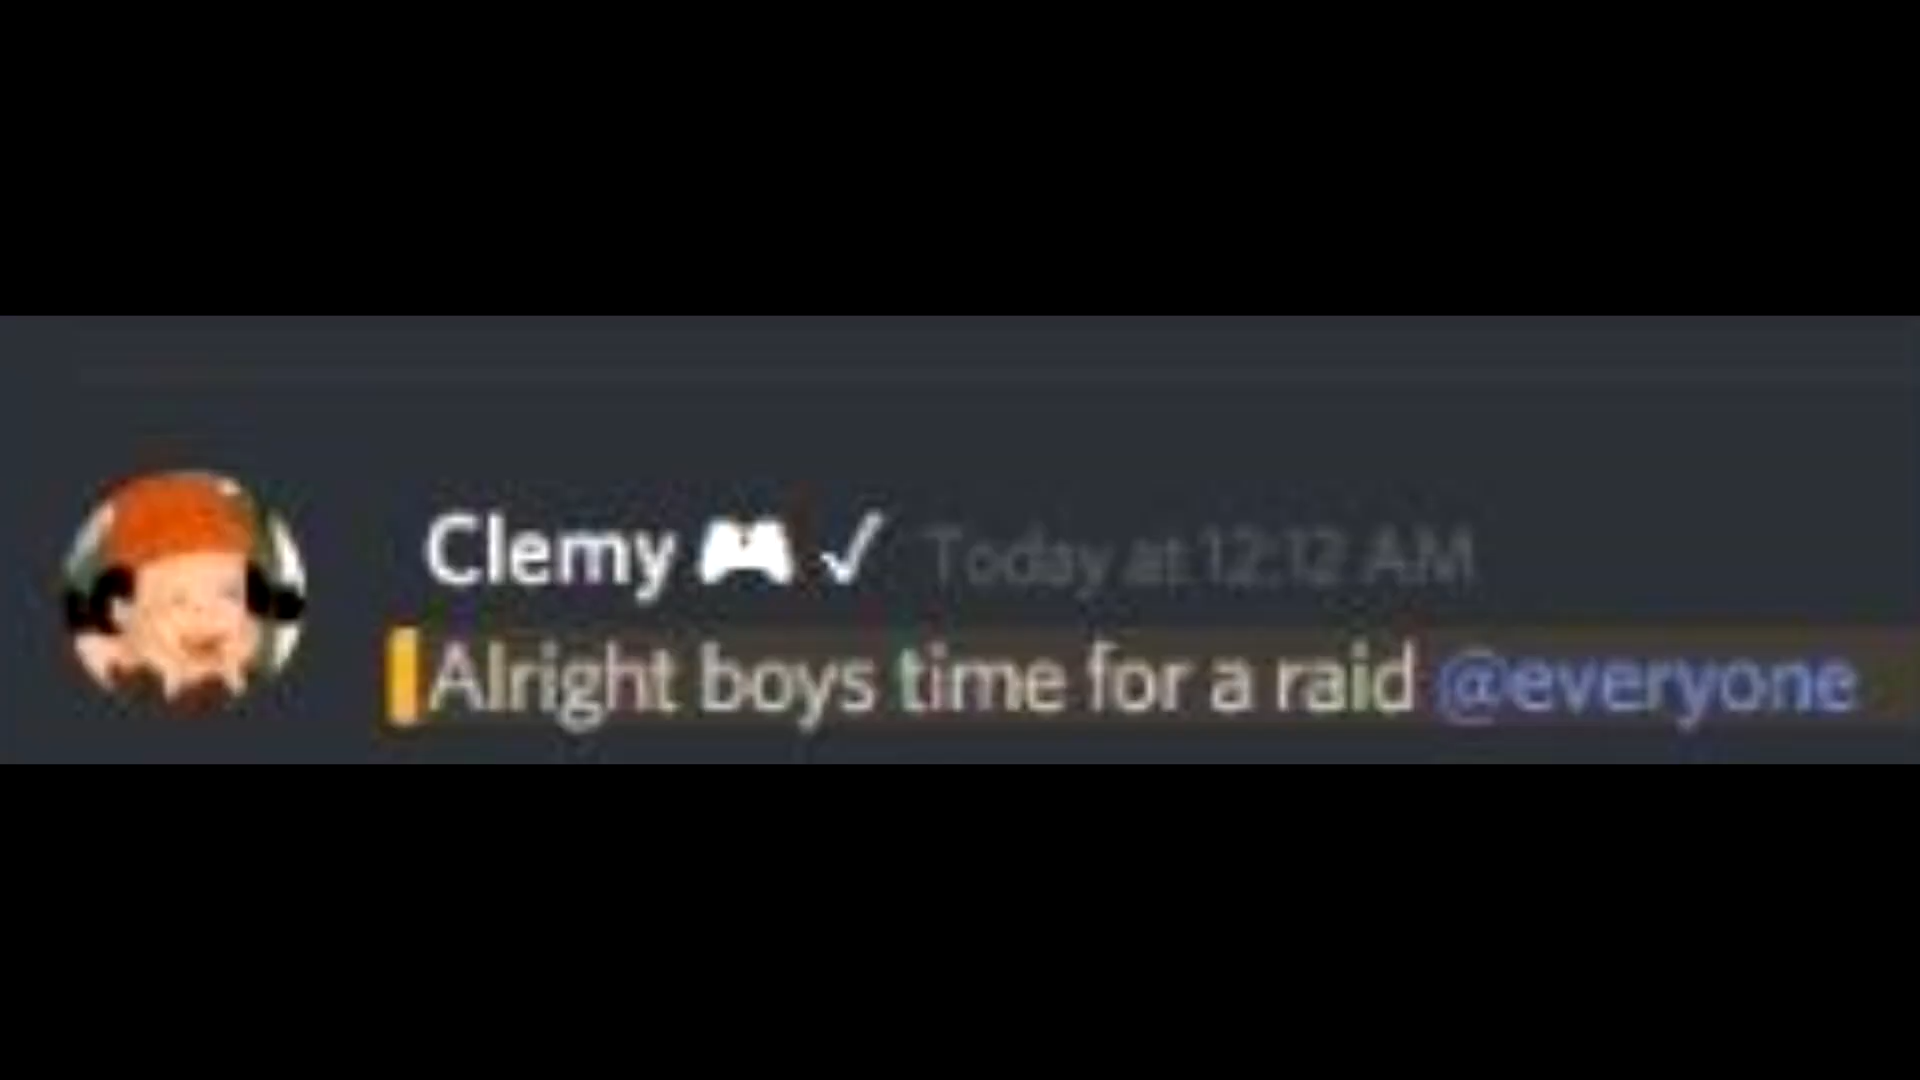 Clemy 🎮 ✓ Today at 12:12 AM
Alright boys time for a raid @everyone